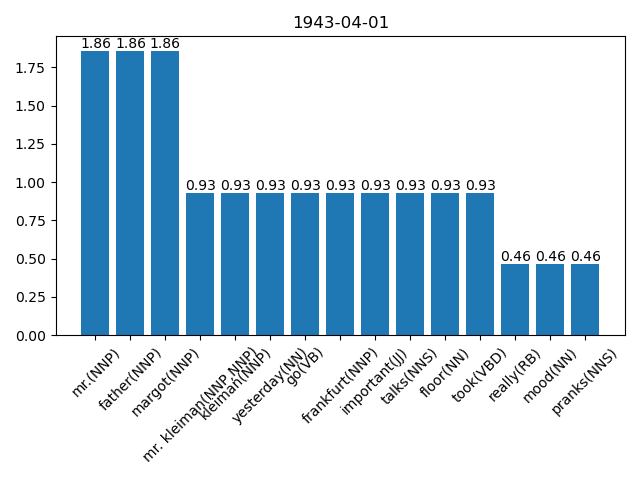 1943-04-01
1.86 1.86 1.86 0.93 0.93 0.93 0.93 0.93 0.93 0.93 0.93 0.93 0.46 0.46 0.46
1.75
1.50
1.25
1.00
0.75
0.50
0.25
0.00
mr.(NNP)
father(NNP)
margot(NNP)
mr. kleiman(NNP NNP)
kleiman(NNP)
yesterday(NN)
go(VB)
frankfurt(NNP)
important(JJ)
talks(NNS)
floor(NN)
took(VBD)
really(RB)
mood(NN)
pranks(NNS)